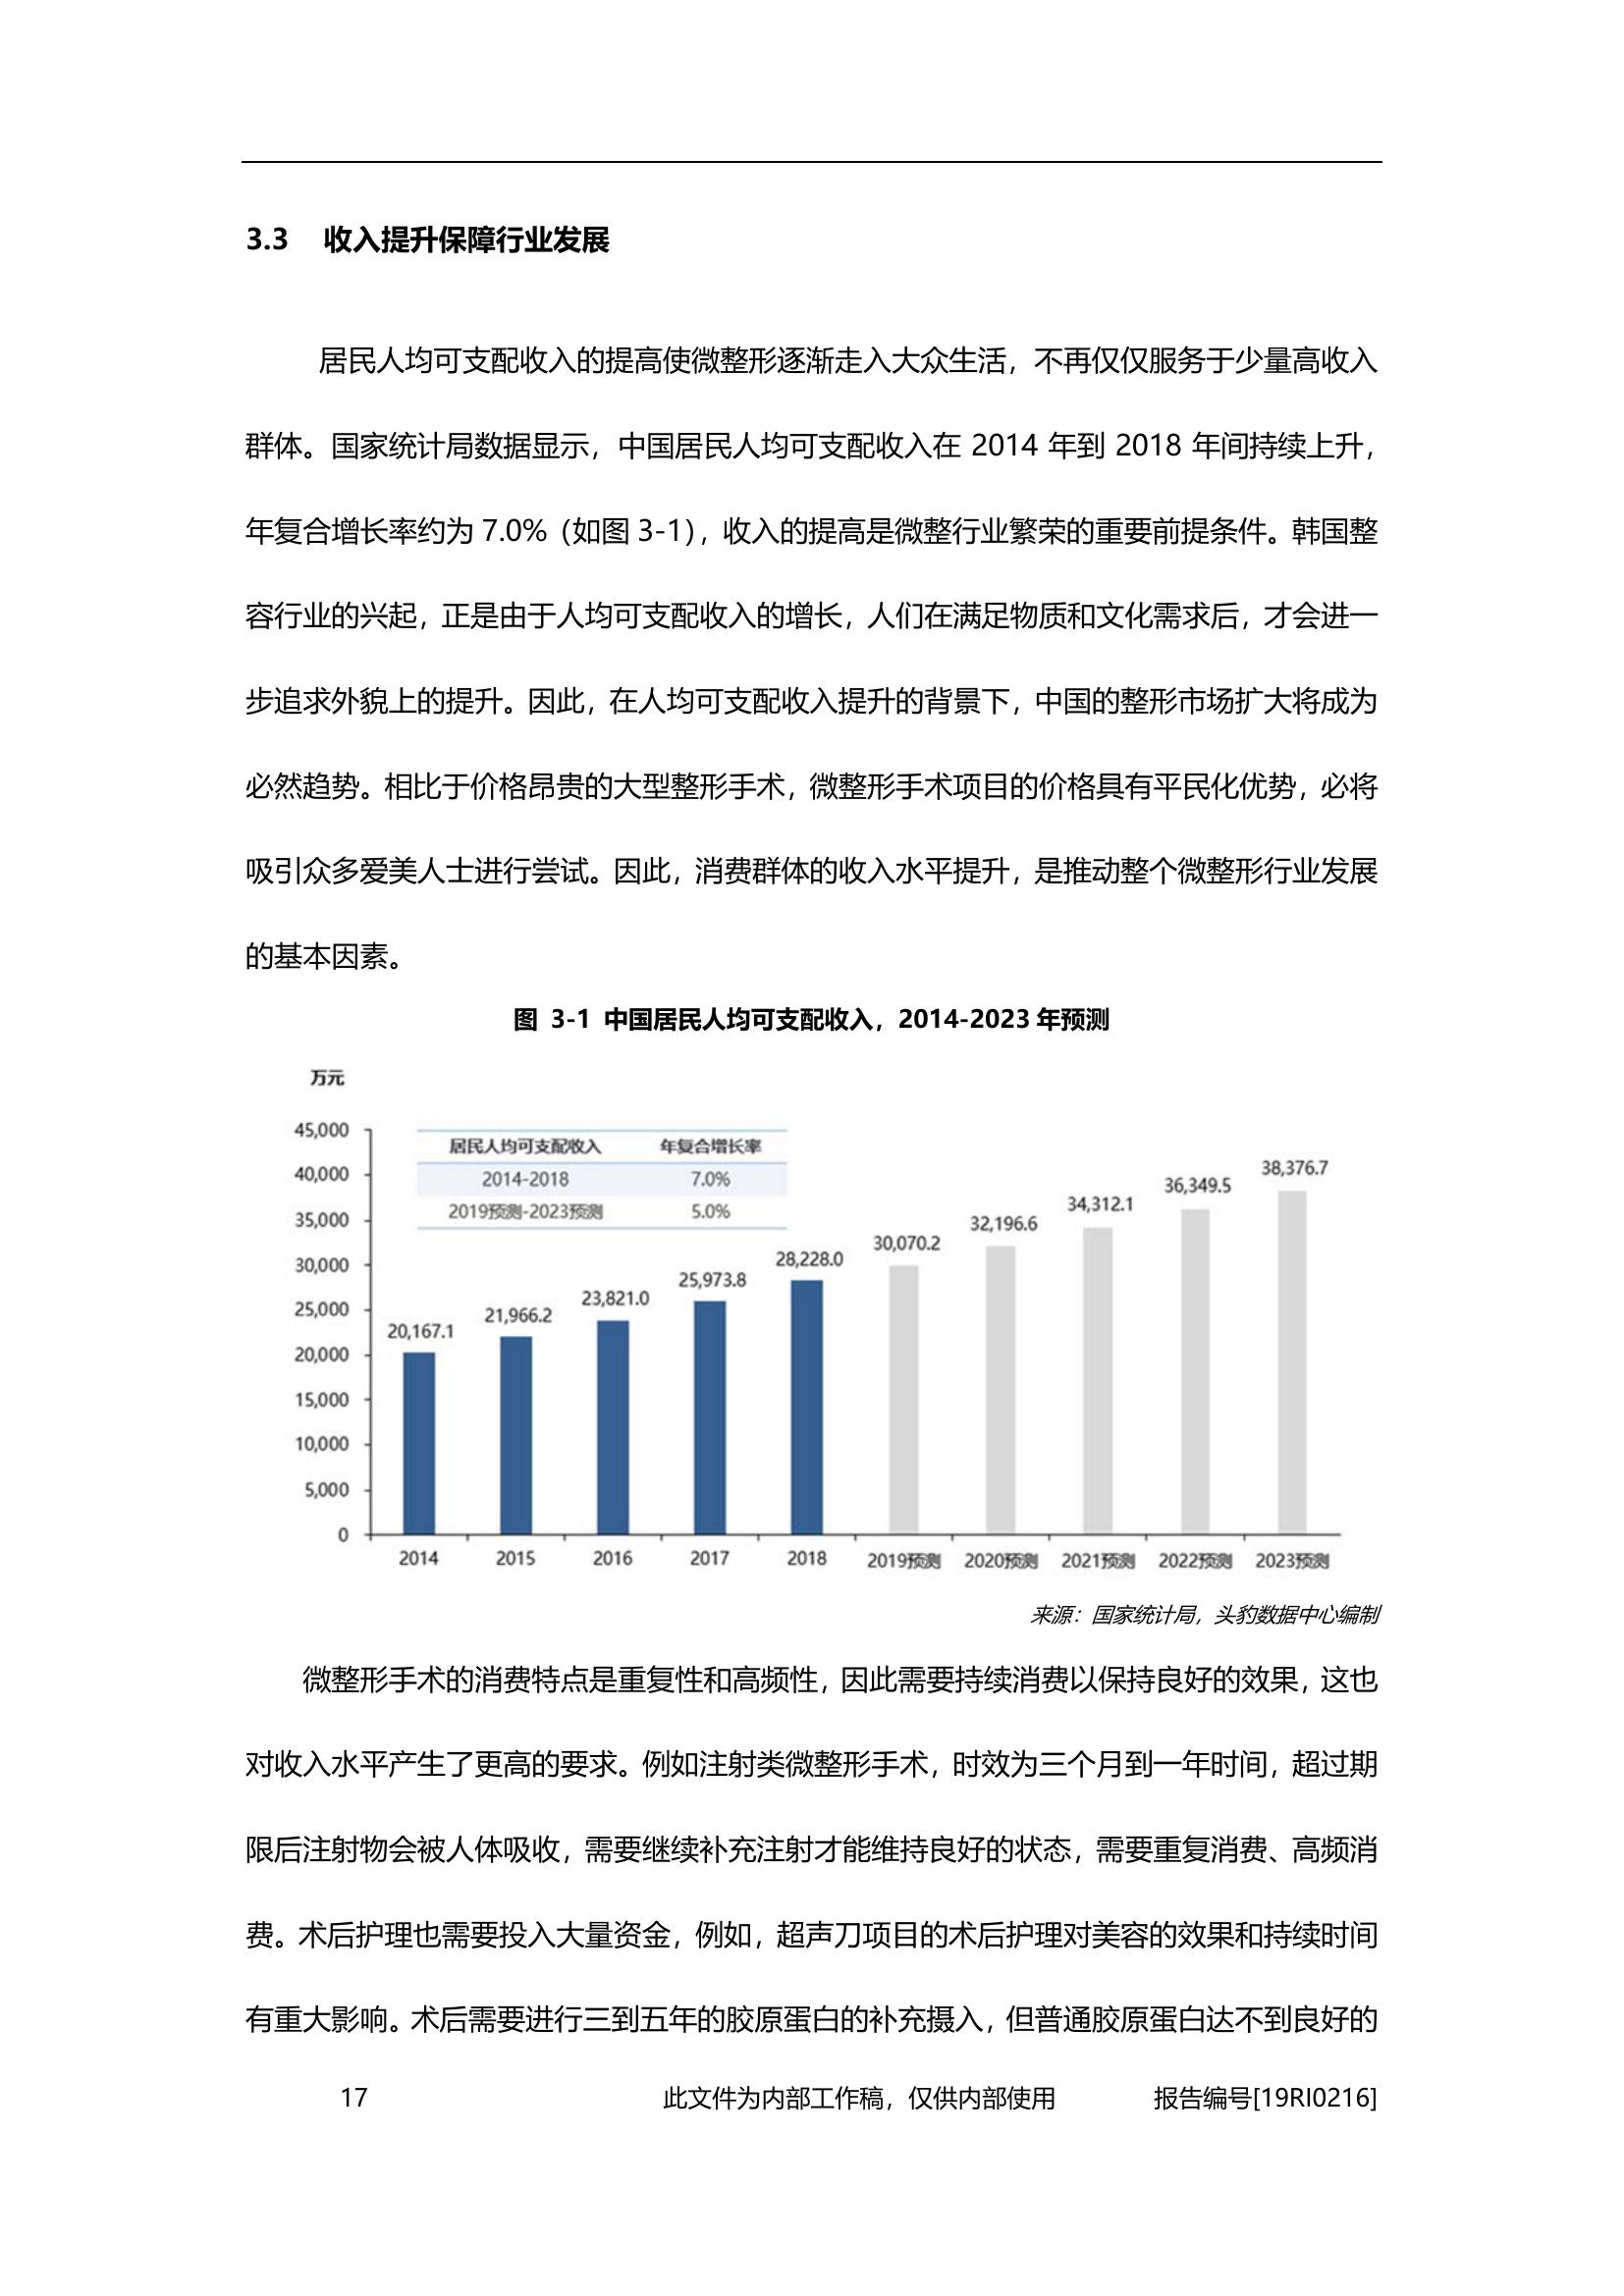 3.3 收入提升保障行业发展
居民人均可支配收入的提高使微整形逐渐走入大众生活，不再仅仅服务于少量高收入
群体。国家统计局数据显示，中国居民人均可支配收入在 2014 年到 2018 年间持续上升，
年复合增长率约为 7.0%（如图 3-1），收入的提高是微整行业繁荣的重要前提条件。韩国整
容行业的兴起，正是由于人均可支配收入的增长，人们在满足物质和文化需求后，才会进一
步追求外貌上的提升。因此，在人均可支配收入提升的背景下，中国的整形市场扩大将成为
必然趋势。相比于价格昂贵的大型整形手术，微整形手术项目的价格具有平民化优势，必将
吸引众多爱美人士进行尝试。因此，消费群体的收入水平提升，是推动整个微整形行业发展
的基本因素。
图 3-1 中国居民人均可支配收入，2014-2023 年预测
万元
45,000
40,000
35,000
30,000
25,000
20,000
15,000
10,000
5,000
0
居民人均可支配收入 年复合增长率
2014-2018 7.0%
2019预测-2023预测 5.0%
20,167.1
21,966.2
23,821.0
25,973.8
28,228.0
30,070.2
32,196.6
34,312.1
36,349.5
38,376.7
2014 2015 2016 2017 2018 2019预测 2020预测 2021预测 2022预测 2023预测
来源：国家统计局，头豹数据中心编制
微整形手术的消费特点是重复性和高频性，因此需要持续消费以保持良好的效果，这也
对收入水平产生了更高的要求。例如注射类微整形手术，时效为三个月到一年时间，超过期
限后注射物会被人体吸收，需要继续补充注射才能维持良好的状态，需要重复消费、高频消
费。术后护理也需要投入大量资金，例如，超声刀项目的术后护理对美容的效果和持续时间
有重大影响。术后需要进行三到五年的胶原蛋白的补充摄入，但普通胶原蛋白达不到良好的
17 此文件为内部工作稿，仅供内部使用 报告编号[19RI0216]